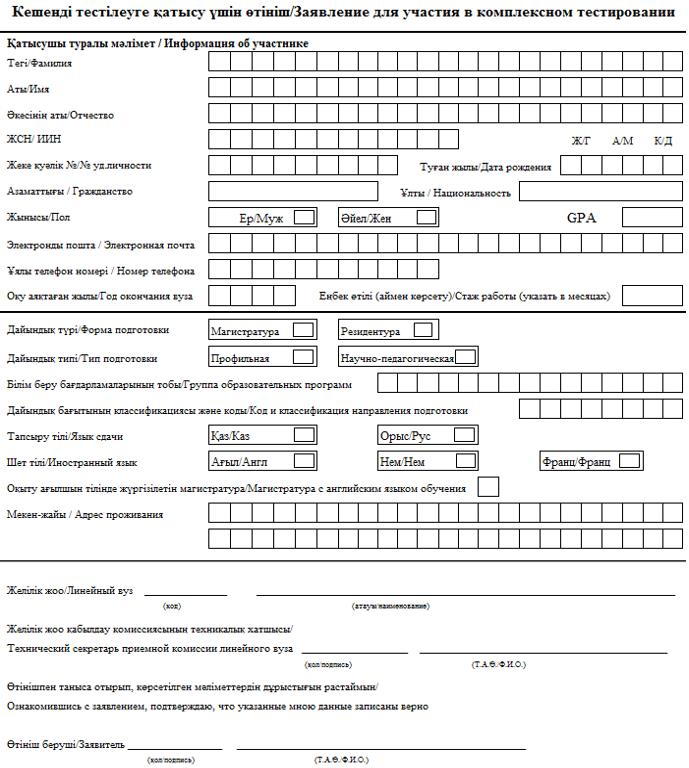 Кешенді тестілеуге қатысу үшін өтініш/Заявление для участия в комплексном тестировании
Қатысушы туралы мәлімет / Информация об участнике
Тегі/Фамилия
Аты/Имя
Әкесінің аты/Отчество
ЖСН/ ИИН
Ж/Г А/М К/Д
Жеке куәлік №/№ уд.личности Туған жылы/Дата рождения
Азаматтығы / Гражданство Ұлты / Национальность
Жынысы/Пол Ер/Муж Әйел/Жен GPA
Электронды пошта / Электронная почта
Ұялы телефон номері / Номер телефона
Оқу аяқтаған жылы/Год окончания вуза Еңбек өтілі (аймен көрсету)/Стаж работы (указать в месяцах)
Дайындық түрі/Форма подготовки Магистратура Резидентура
Дайындық типі/Тип подготовки Профильная Научно-педагогическая
Білім беру бағдарламаларының тобы/Группа образовательных программ
Дайындық бағытының классификациясы және коды/Код и классификация направления подготовки
Тапсыру тілі/Язык сдачи Қаз/Каз Орыс/Рус
Шет тілі/Иностранный язык Ағыл/Англ Нем/Нем Франц/Франц
Оқыту ағылшын тілінде жүргізілетін магистратура/Магистратура с английским языком обучения
Мекен-жайы / Адрес проживания
Желілік жоо/Линейный вуз
(код) (атауы/наименование)
Желілік жоо қабылдау комиссиясының техникалық хатшысы/
Технический секретарь приемной комиссии линейного вуза
(қол/подпись) (Т.А.Ә./Ф.И.О.)
Өтінішпен таныса отырып, көрсетілген мәліметтердің дұрыстығын растаймын/
Ознакомившись с заявлением, подтверждаю, что указанные мною данные записаны верно
Өтініш беруші/Заявитель
(қол/подпись) (Т.А.Ә./Ф.И.О.)